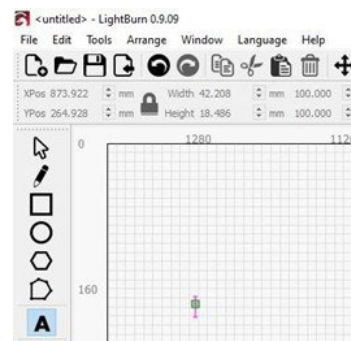 <untitled> - LightBurn 0.9.09
File Edit Tools Arrange Window Language Help
XPos 873.922 mm Width 42.208 mm 100.000
YPos 264.928 mm Height 18.486 mm 100.000
0 1280 1120
160
A